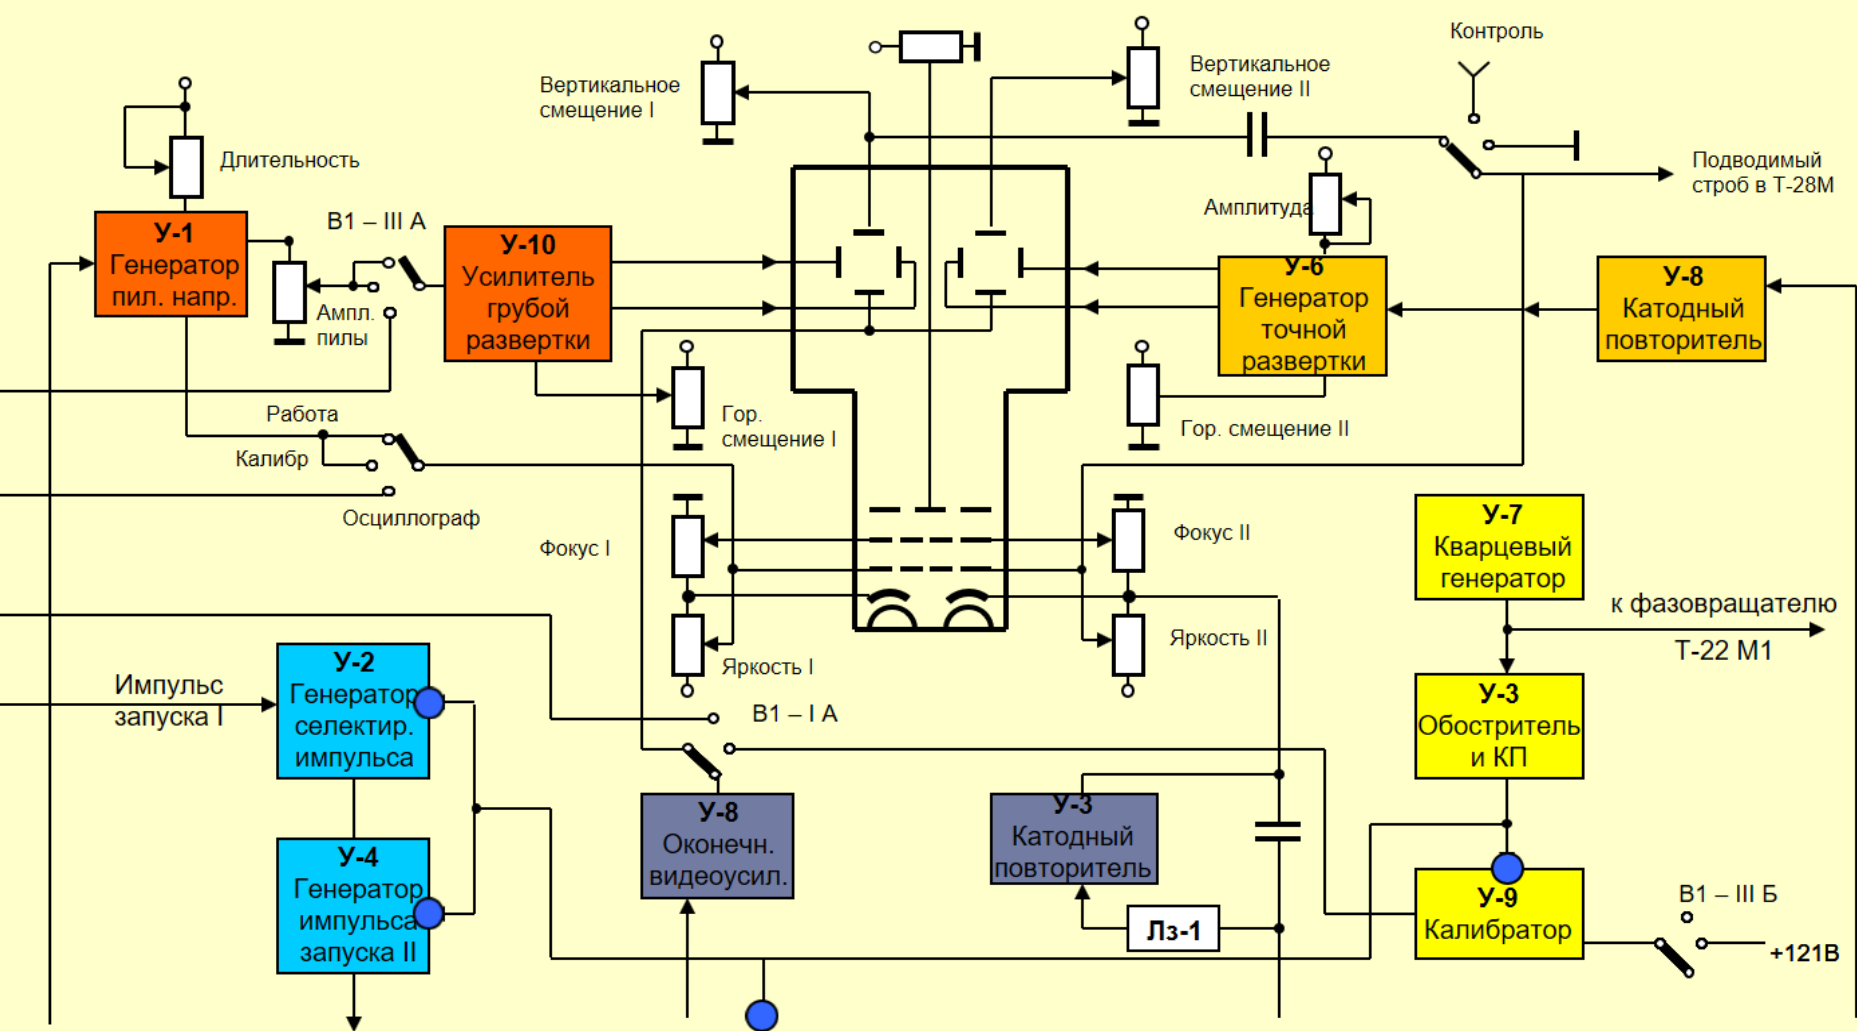 Контроль
Вертикальное
смещение I
Вертикальное
смещение II
Длительность
Подводимый
строб в Т-28М
Амплитуда
В1 – III А
У-1
Генератор
пил. напр.
Ампл.
пилы
У-10
Усилитель
грубой
развертки
У-6
Генератор
точной
развертки
У-8
Катодный
повторитель
Работа
Калибр
Осциллограф
Гор.
смещение I
Гор. смещение II
Фокус I
Фокус II
У-7
Кварцевый
генератор
к фазовращателю
Т-22 М1
Яркость I
Яркость II
Импульс
запуска I
У-2
Генератор
селектир.
импульса
В1 – I А
У-3
Обостритель
и КП
У-4
Генератор
импульса
запуска II
У-8
Оконечн.
видеоусил.
У-3
Катодный
повторитель
Лз-1
У-9
Калибратор
В1 – III Б
+121В